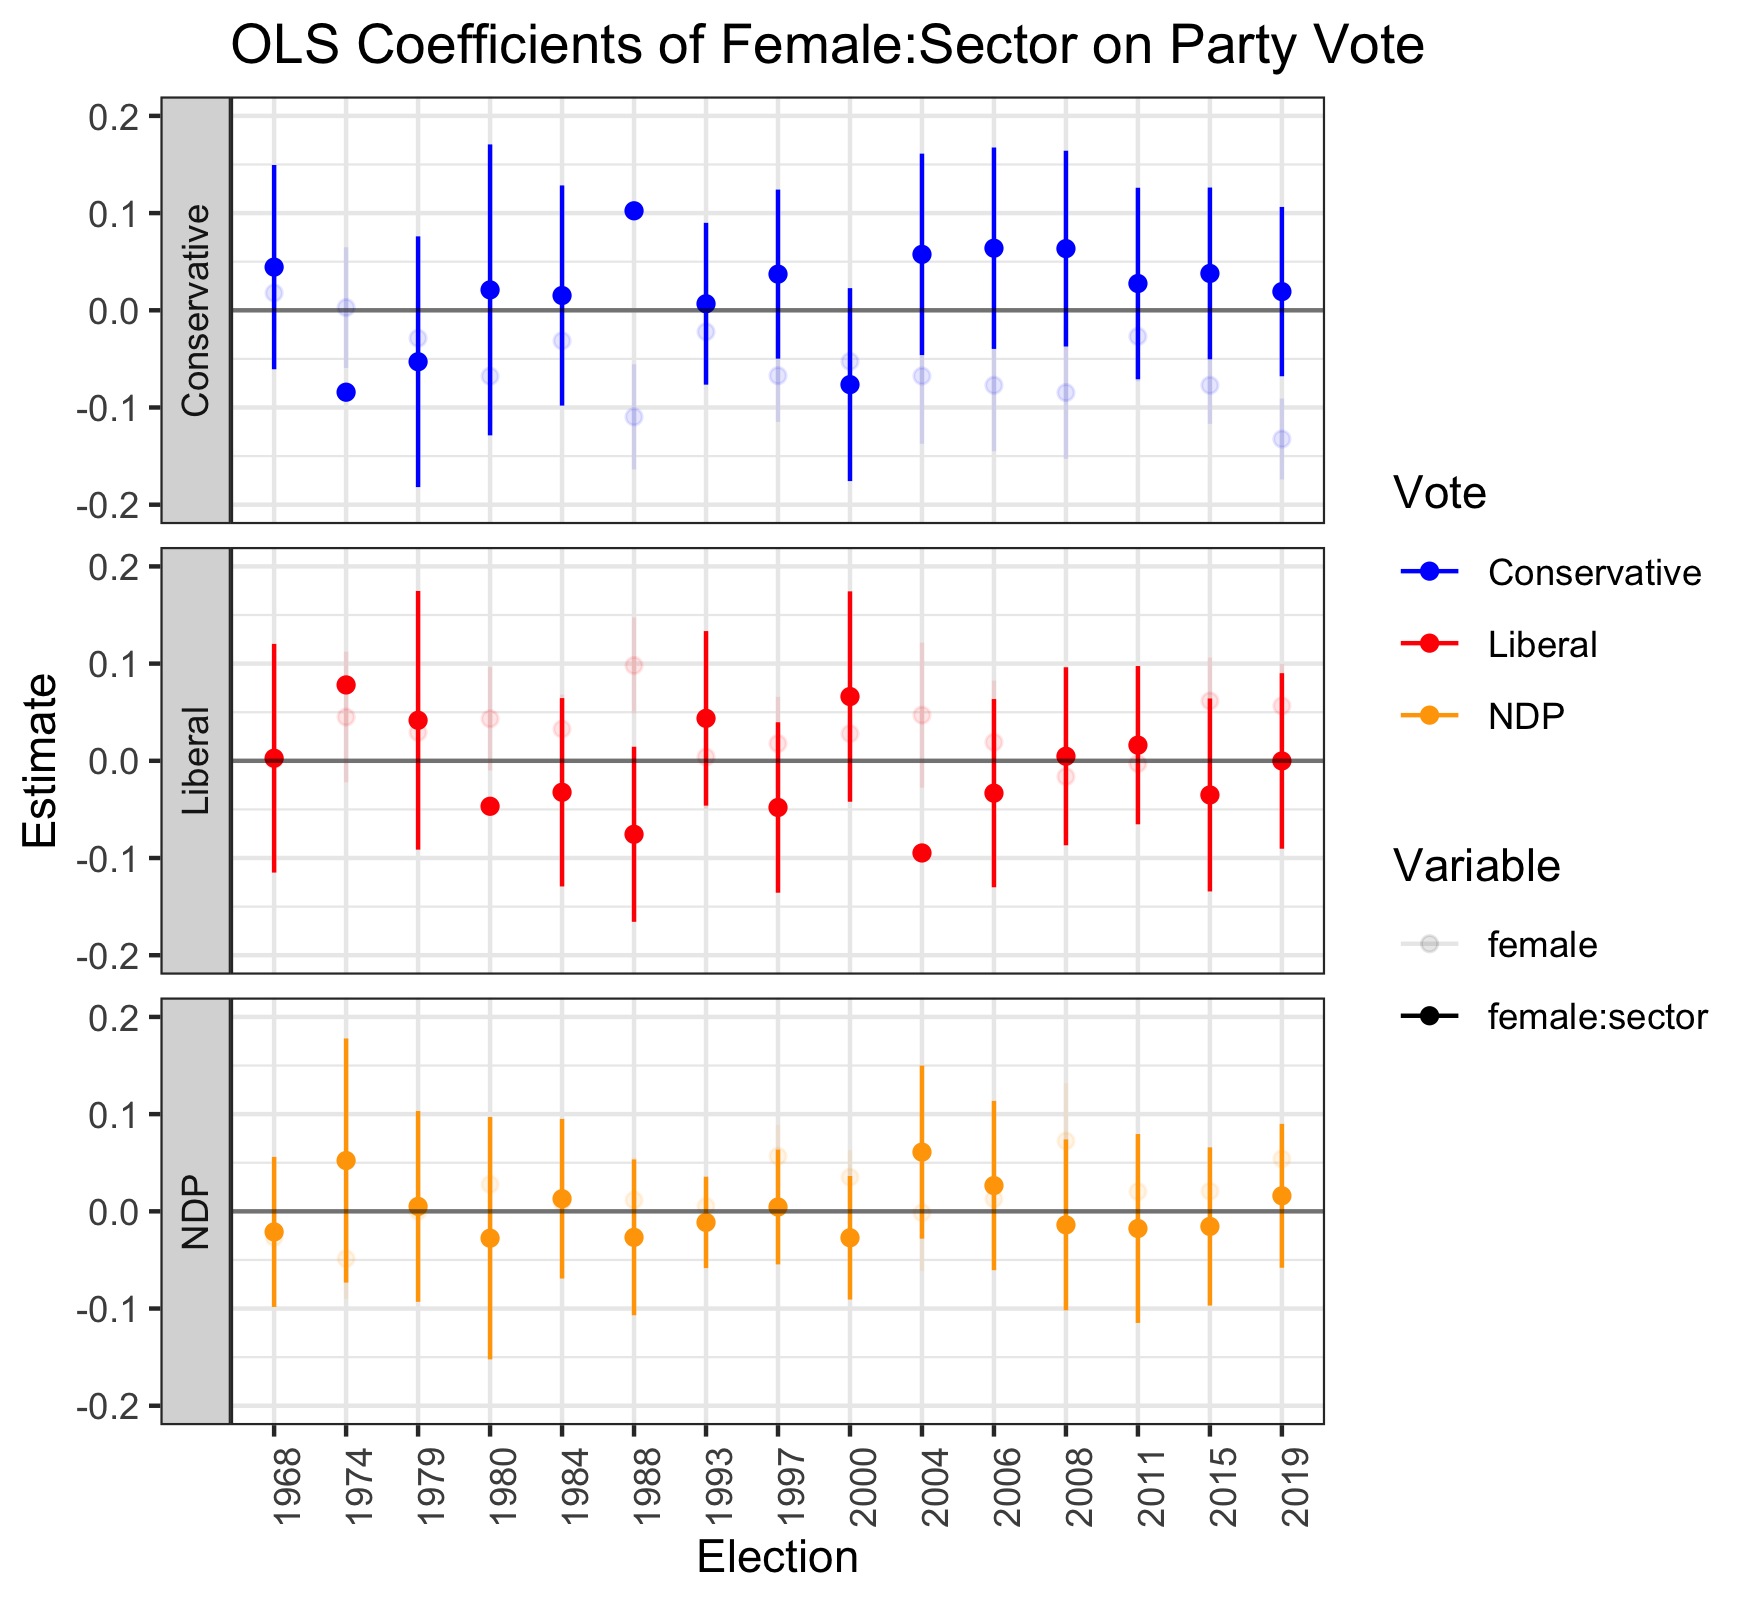 OLS Coefficients of Female:Sector on Party Vote
Estimate
Conservative
0.2
0.1
0.0
-0.1
-0.2
Liberal
0.2
0.1
0.0
-0.1
-0.2
NDP
0.2
0.1
0.0
-0.1
-0.2
1968 1974 1979 1980 1984 1988 1993 1997 2000 2004 2006 2008 2011 2015 2019
Election
Vote
Conservative
Liberal
NDP
Variable
female
female:sector